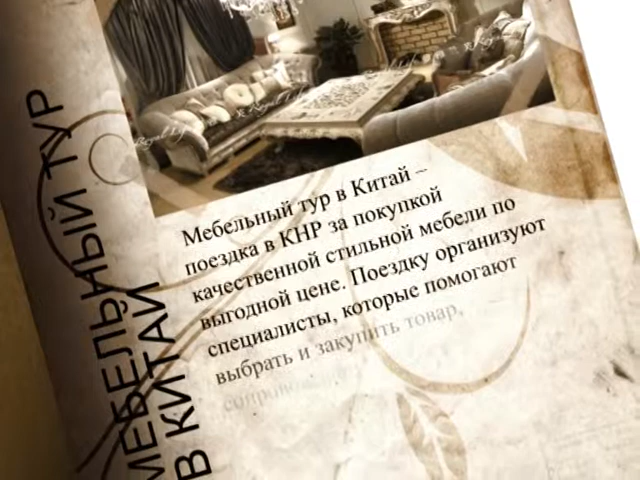 МЕБЕЛЬНЫЙ ТУР
В КИТАЙ
Мебельный тур в Китай –
поездка в КНР за покупкой
качественной стильной мебели по
выгодной цене. Поездку организуют
специалисты, которые помогают
выбрать и закупить товар,